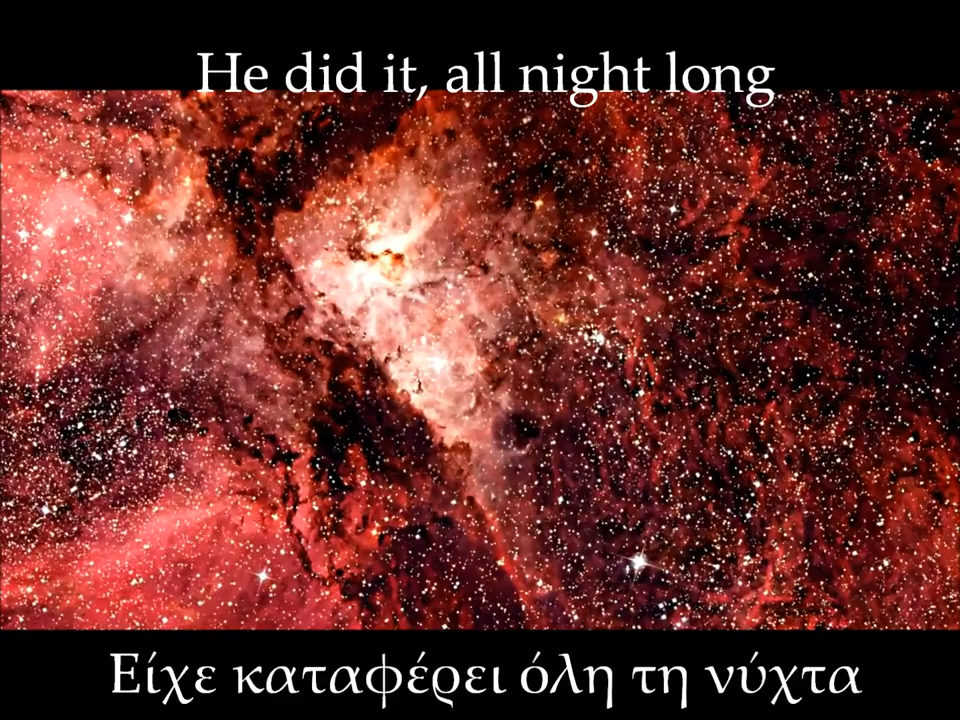 He did it, all night long
Είχε καταφέρει όλη τη νύχτα